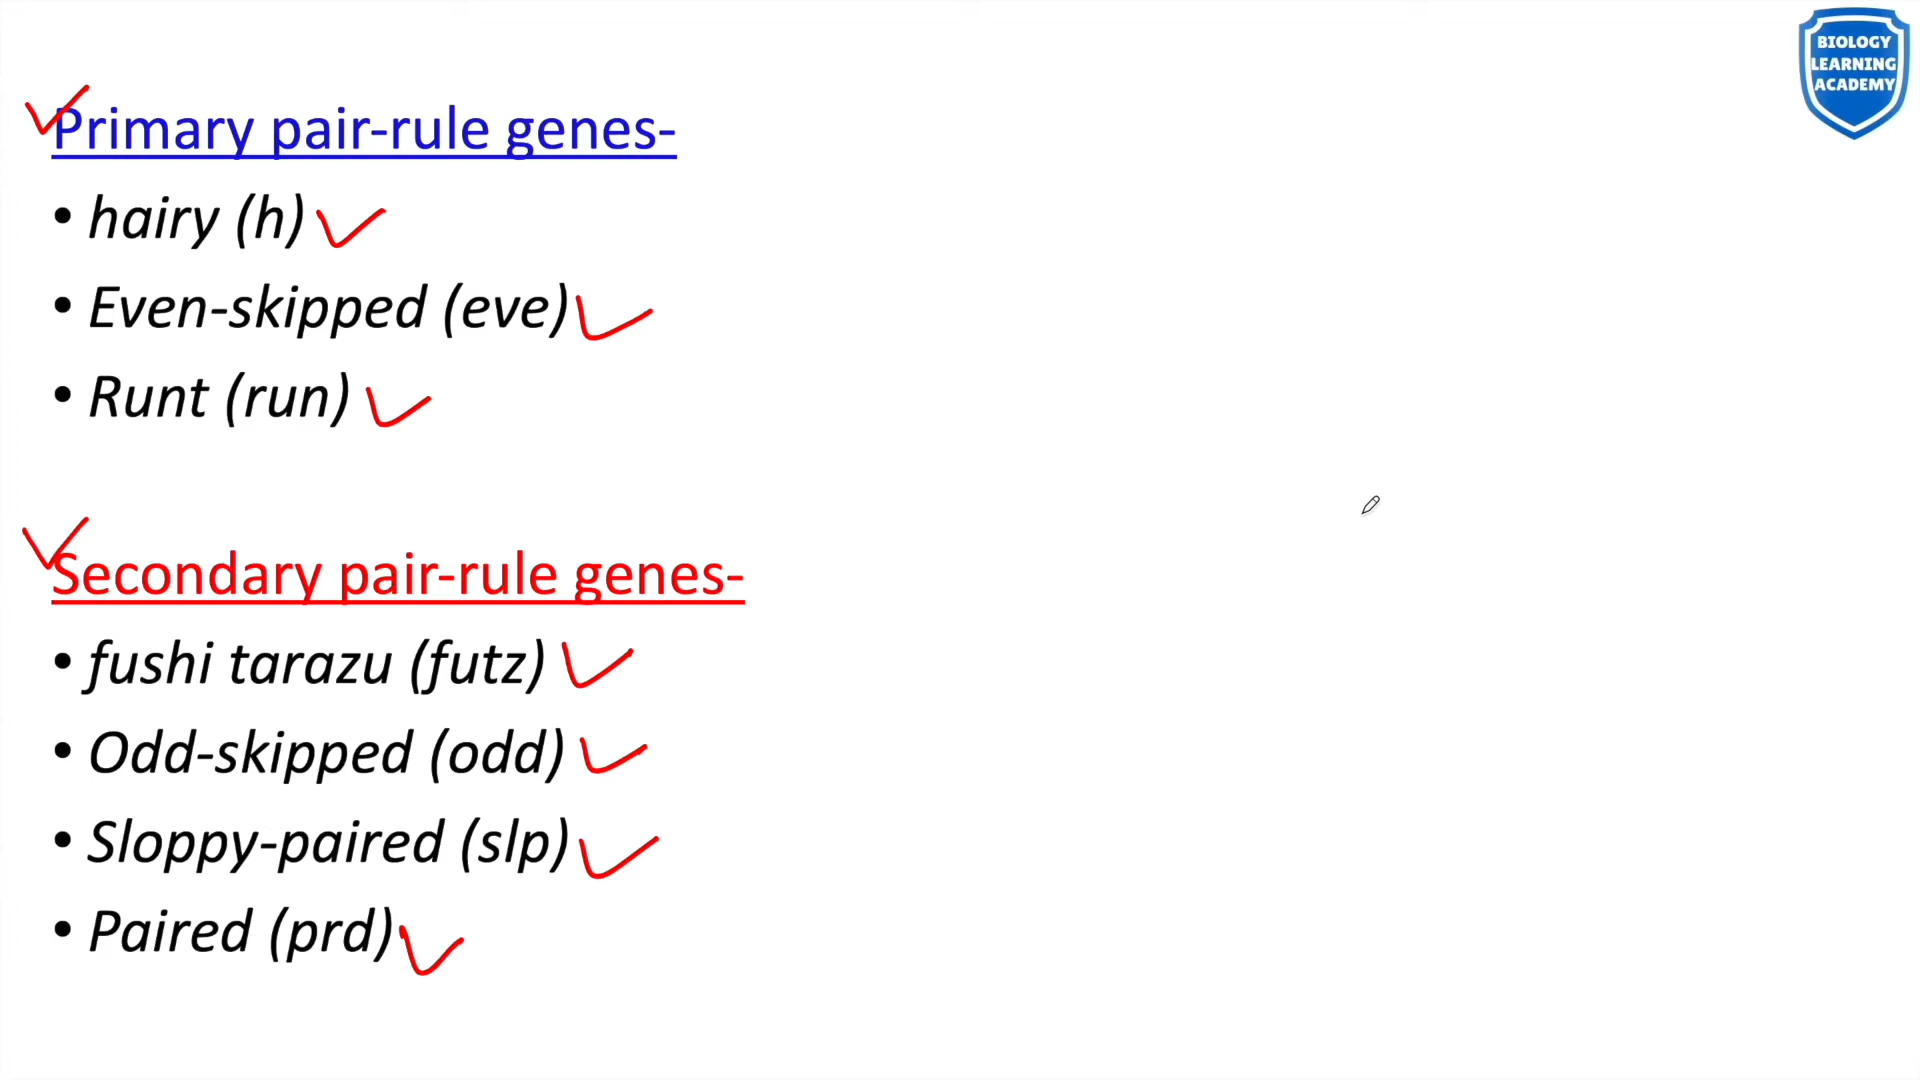 BIOLOGY
LEARNING
ACADEMY
Primary pair-rule genes-
• hairy (h)
• Even-skipped (eve)
• Runt (run)
Secondary pair-rule genes-
• fushi tarazu (futz)
• Odd-skipped (odd)
• Sloppy-paired (slp)
• Paired (prd)